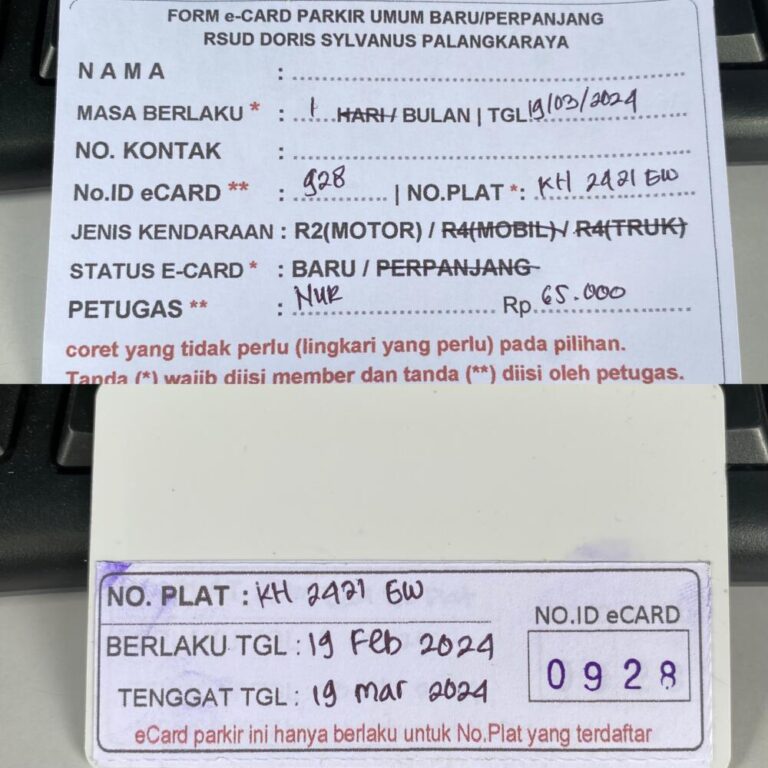 FORM e-CARD PARKIR UMUM BARU/PERPANJANG
RSUD DORIS SYLVANUS PALANGKARAYA
NAMA :
MASA BERLAKU * : 1 HARI / BULAN | TGL 19/03/2024
NO. KONTAK :
No.ID eCARD ** : 928 | NO.PLAT *: KH 2421 EW
JENIS KENDARAAN : R2(MOTOR) / R4(MOBIL) / R4(TRUK)
STATUS E-CARD * : BARU / PERPANJANG
PETUGAS ** : NUR Rp 65.000
coret yang tidak perlu (lingkari yang perlu) pada pilihan.
Tanda (*) wajib diisi member dan tanda (**) diisi oleh petugas.
NO. PLAT : KH 2421 EW
BERLAKU TGL : 19 Feb 2024
TENGGAT TGL : 19 mar 2024
NO.ID eCARD
0928
eCard parkir ini hanya berlaku untuk No.Plat yang terdaftar